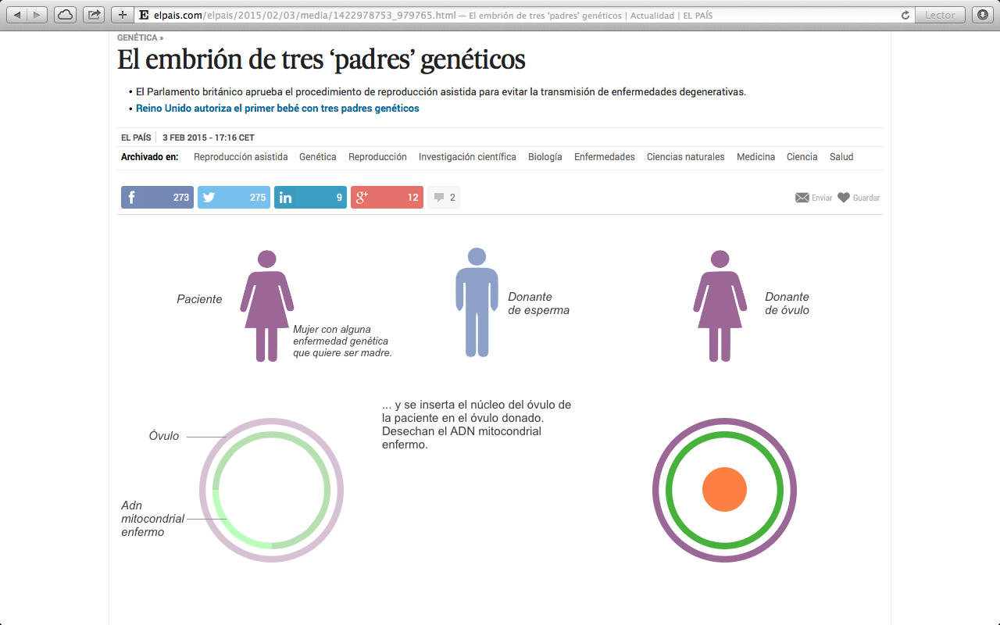 elpais.com/elpais/2015/02/03/media/1422978753_979765.html — El embrión de tres ‘padres’ genéticos | Actualidad | EL PAÍS
Lector
GENÉTICA »
El embrión de tres ‘padres’ genéticos
• El Parlamento británico aprueba el procedimiento de reproducción asistida para evitar la transmisión de enfermedades degenerativas.
• Reino Unido autoriza el primer bebé con tres padres genéticos
EL PAÍS | 3 FEB 2015 - 17:16 CET
Archivado en: Reproducción asistida Genética Reproducción Investigación científica Biología Enfermedades Ciencias naturales Medicina Ciencia Salud
f 273 275 in 9 g+ 12 2 Enviar Guardar
Paciente
Mujer con alguna
enfermedad genética
que quiere ser madre.
Donante
de esperma
Donante
de óvulo
... y se inserta el núcleo del óvulo de
la paciente en el óvulo donado.
Desechan el ADN mitocondrial
enfermo.
Óvulo
Adn
mitocondrial
enfermo